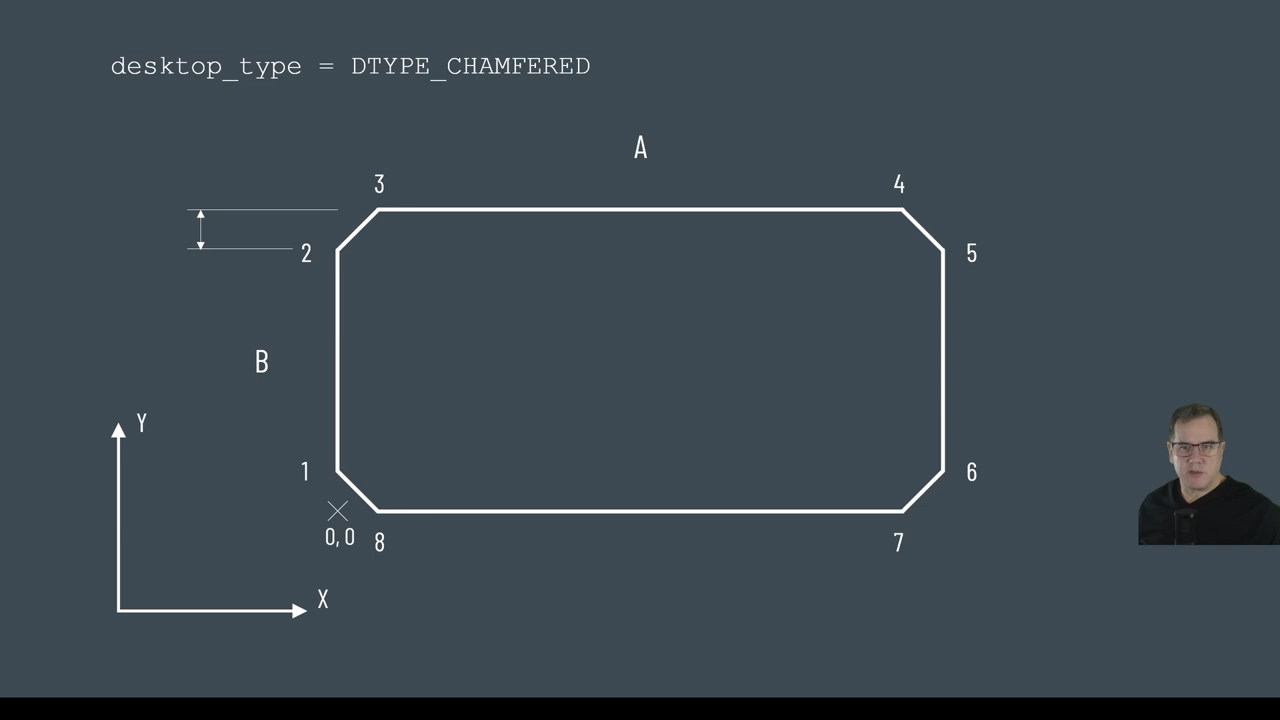 desktop_type = DTYPE_CHAMFERED
A
3
4
2
5
B
Y
1
6
0,0
8
7
X